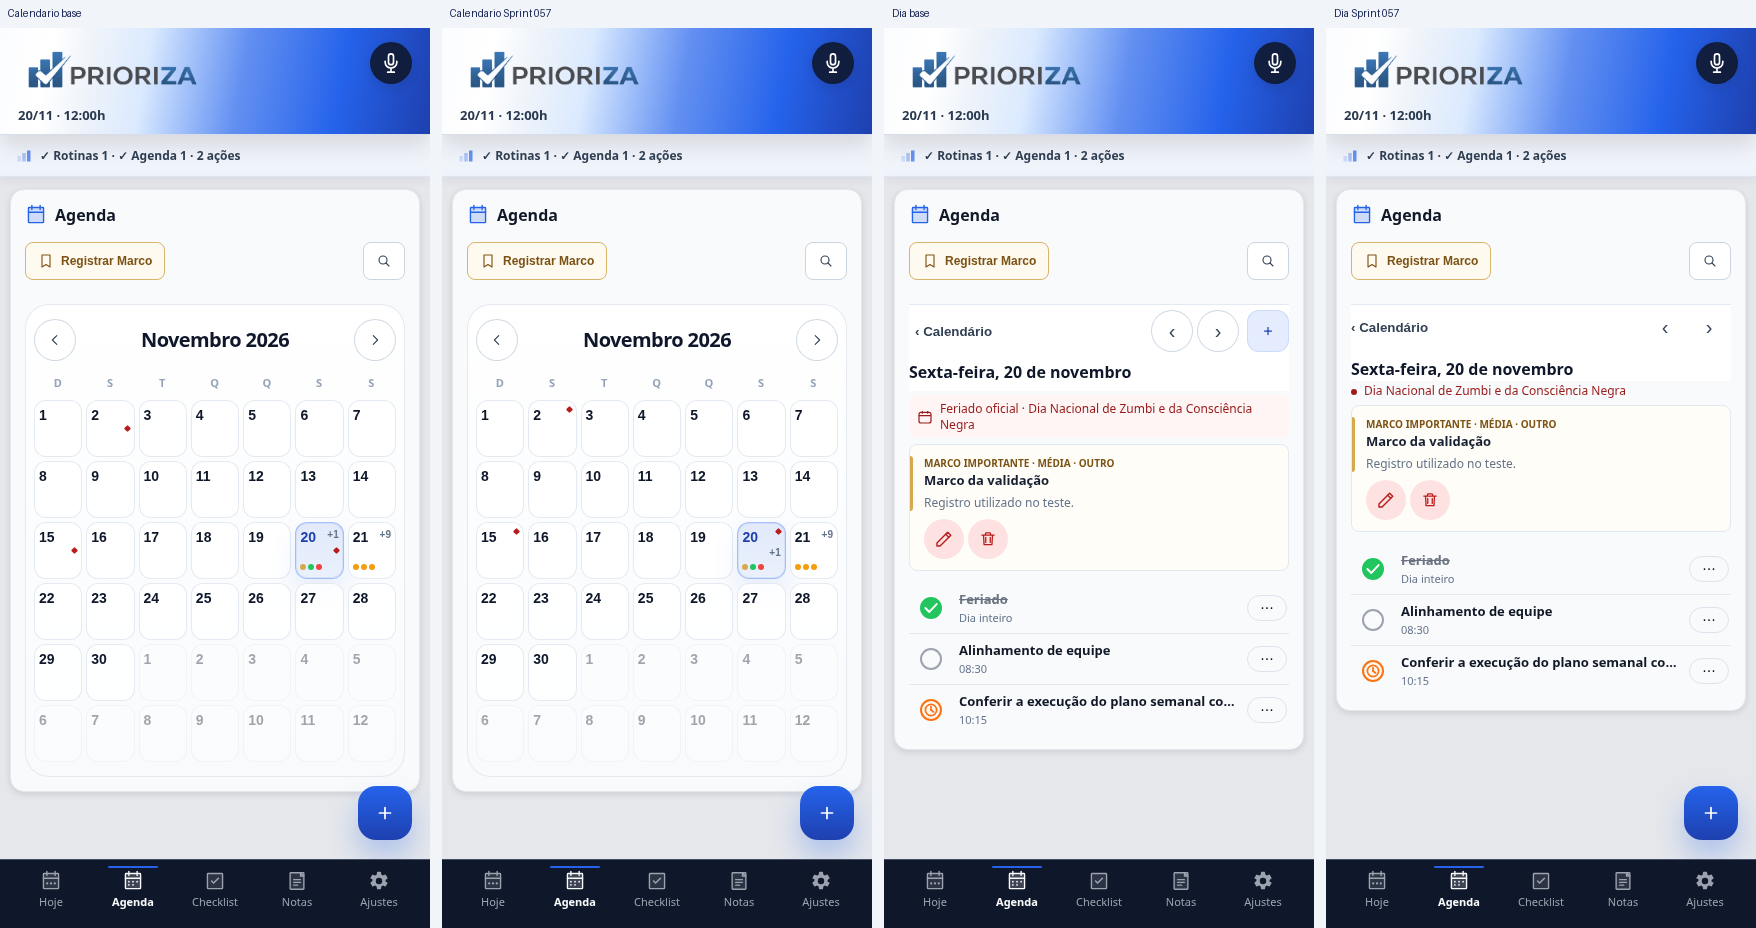 Calendario base
PRIORIZA
20/11 · 12:00h
✓ Rotinas 1 · ✓ Agenda 1 · 2 ações
Agenda
Registrar Marco
Novembro 2026
D S T Q Q S S
1 2 3 4 5 6 7
8 9 10 11 12 13 14
15 16 17 18 19 20 +1 21 +9
22 23 24 25 26 27 28
29 30 1 2 3 4 5
6 7 8 9 10 11 12
+
Hoje Agenda Checklist Notas Ajustes
Calendario Sprint 057
PRIORIZA
20/11 · 12:00h
✓ Rotinas 1 · ✓ Agenda 1 · 2 ações
Agenda
Registrar Marco
Novembro 2026
D S T Q Q S S
1 2 3 4 5 6 7
8 9 10 11 12 13 14
15 16 17 18 19 20 +1 21 +9
22 23 24 25 26 27 28
29 30 1 2 3 4 5
6 7 8 9 10 11 12
+
Hoje Agenda Checklist Notas Ajustes
Dia base
PRIORIZA
20/11 · 12:00h
✓ Rotinas 1 · ✓ Agenda 1 · 2 ações
Agenda
Registrar Marco
‹ Calendário ‹ › +
Sexta-feira, 20 de novembro
Feriado oficial · Dia Nacional de Zumbi e da Consciência
Negra
MARCO IMPORTANTE · MÉDIA · OUTRO
Marco da validação
Registro utilizado no teste.
Feriado
Dia inteiro
Alinhamento de equipe
08:30
Conferir a execução do plano semanal co...
10:15
Hoje Agenda Checklist Notas Ajustes
Dia Sprint 057
PRIORIZA
20/11 · 12:00h
✓ Rotinas 1 · ✓ Agenda 1 · 2 ações
Agenda
Registrar Marco
‹ Calendário ‹ ›
Sexta-feira, 20 de novembro
Dia Nacional de Zumbi e da Consciência Negra
MARCO IMPORTANTE · MÉDIA · OUTRO
Marco da validação
Registro utilizado no teste.
Feriado
Dia inteiro
Alinhamento de equipe
08:30
Conferir a execução do plano semanal co...
10:15
+
Hoje Agenda Checklist Notas Ajustes